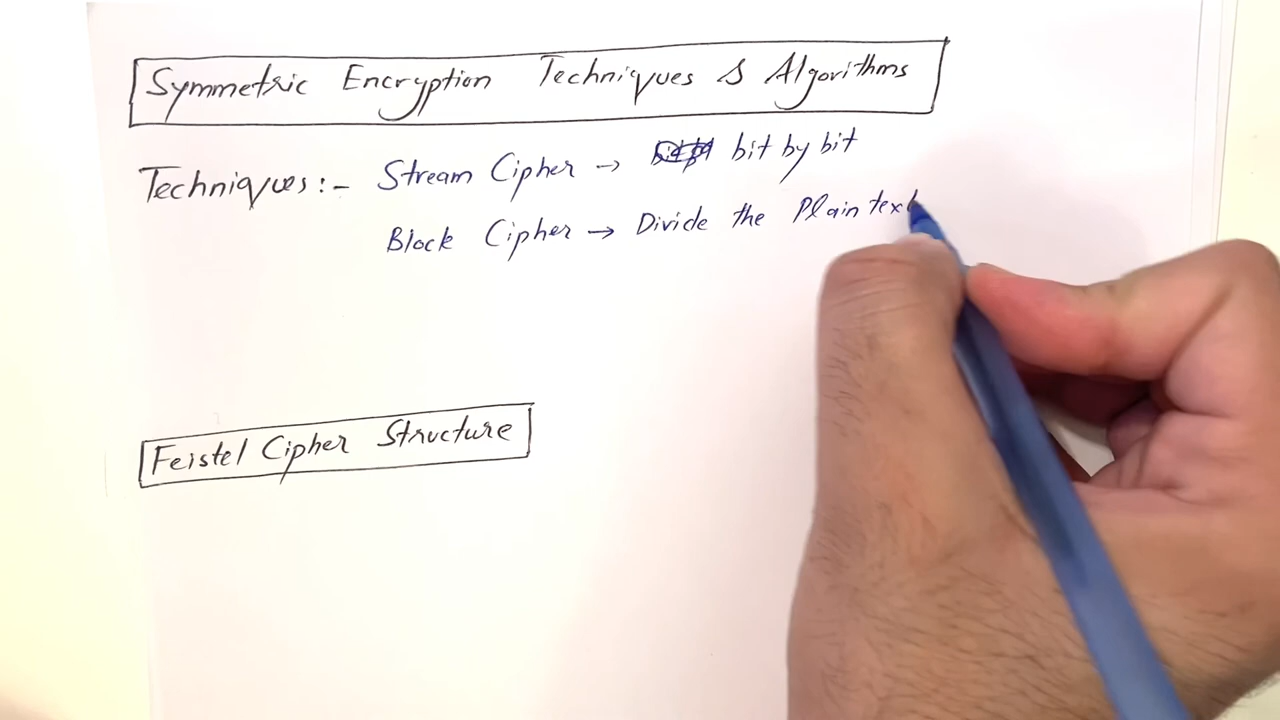 Symmetric Encryption Techniques & Algorithms
Techniques:- Stream Cipher → bit by bit
Block Cipher → Divide the Plain text
Feistel Cipher Structure